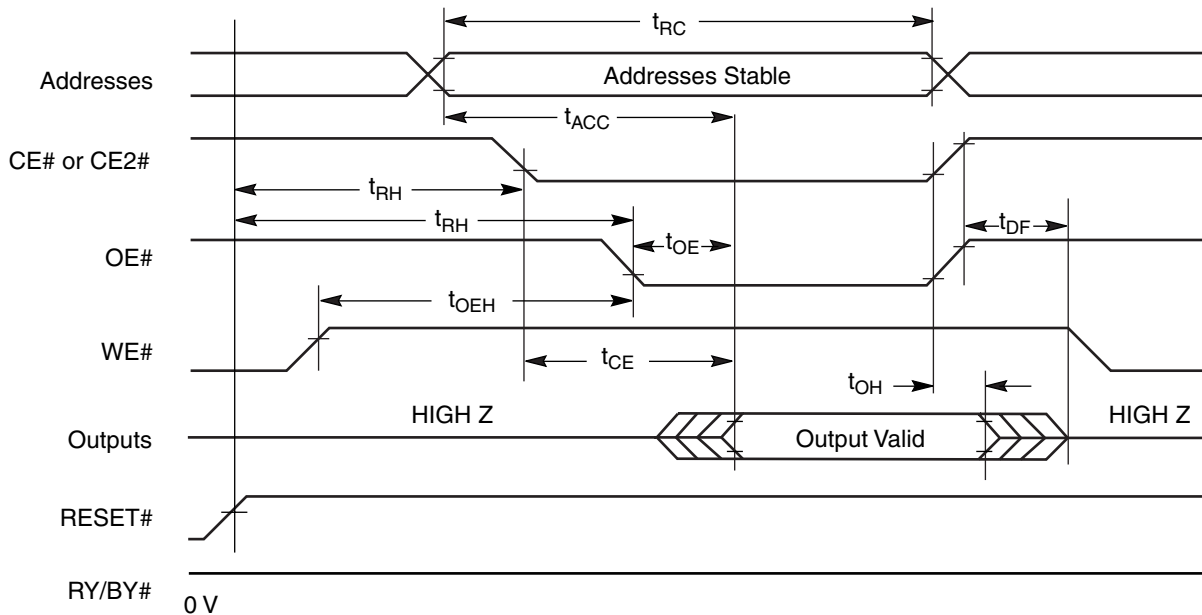 tRC
Addresses
Addresses Stable
tACC
CE# or CE2#
tRH
tRH
tOE
tDF
OE#
tOEH
WE#
tCE
tOH
HIGH Z
HIGH Z
Outputs
Output Valid
RESET#
RY/BY#
0 V